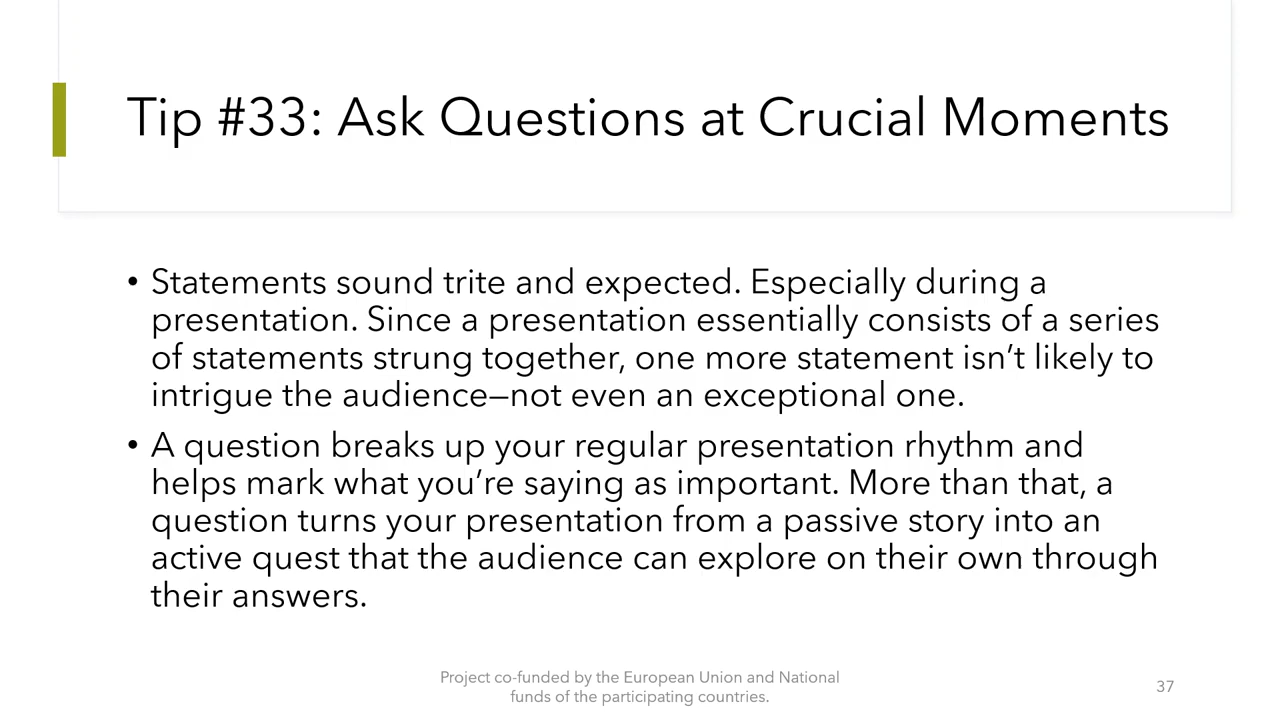 Tip #33: Ask Questions at Crucial Moments
• Statements sound trite and expected. Especially during a
presentation. Since a presentation essentially consists of a series
of statements strung together, one more statement isn’t likely to
intrigue the audience—not even an exceptional one.
• A question breaks up your regular presentation rhythm and
helps mark what you’re saying as important. More than that, a
question turns your presentation from a passive story into an
active quest that the audience can explore on their own through
their answers.
Project co-funded by the European Union and National
funds of the participating countries.
37